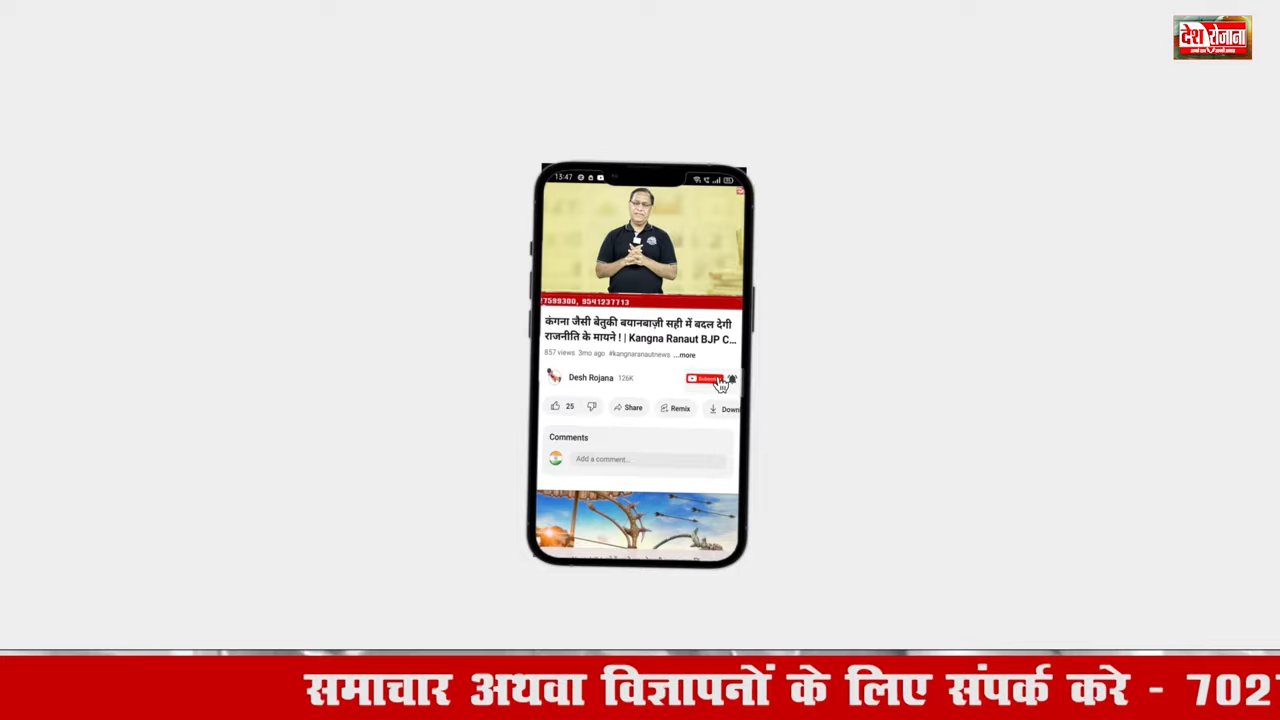 देश रोजाना
13:47
77599300, 9541237713
कंगना जैसी बेतुकी बयानबाज़ी सही में बदल देगी
राजनीति के मायने ! | Kangna Ranaut BJP C...
857 views 3mo ago #kangnaranautnews ...more
Desh Rojana 126K
25 Share Remix Down
Comments
Add a comment...
समाचार अथवा विज्ञापनों के लिए संपर्क करे - 702